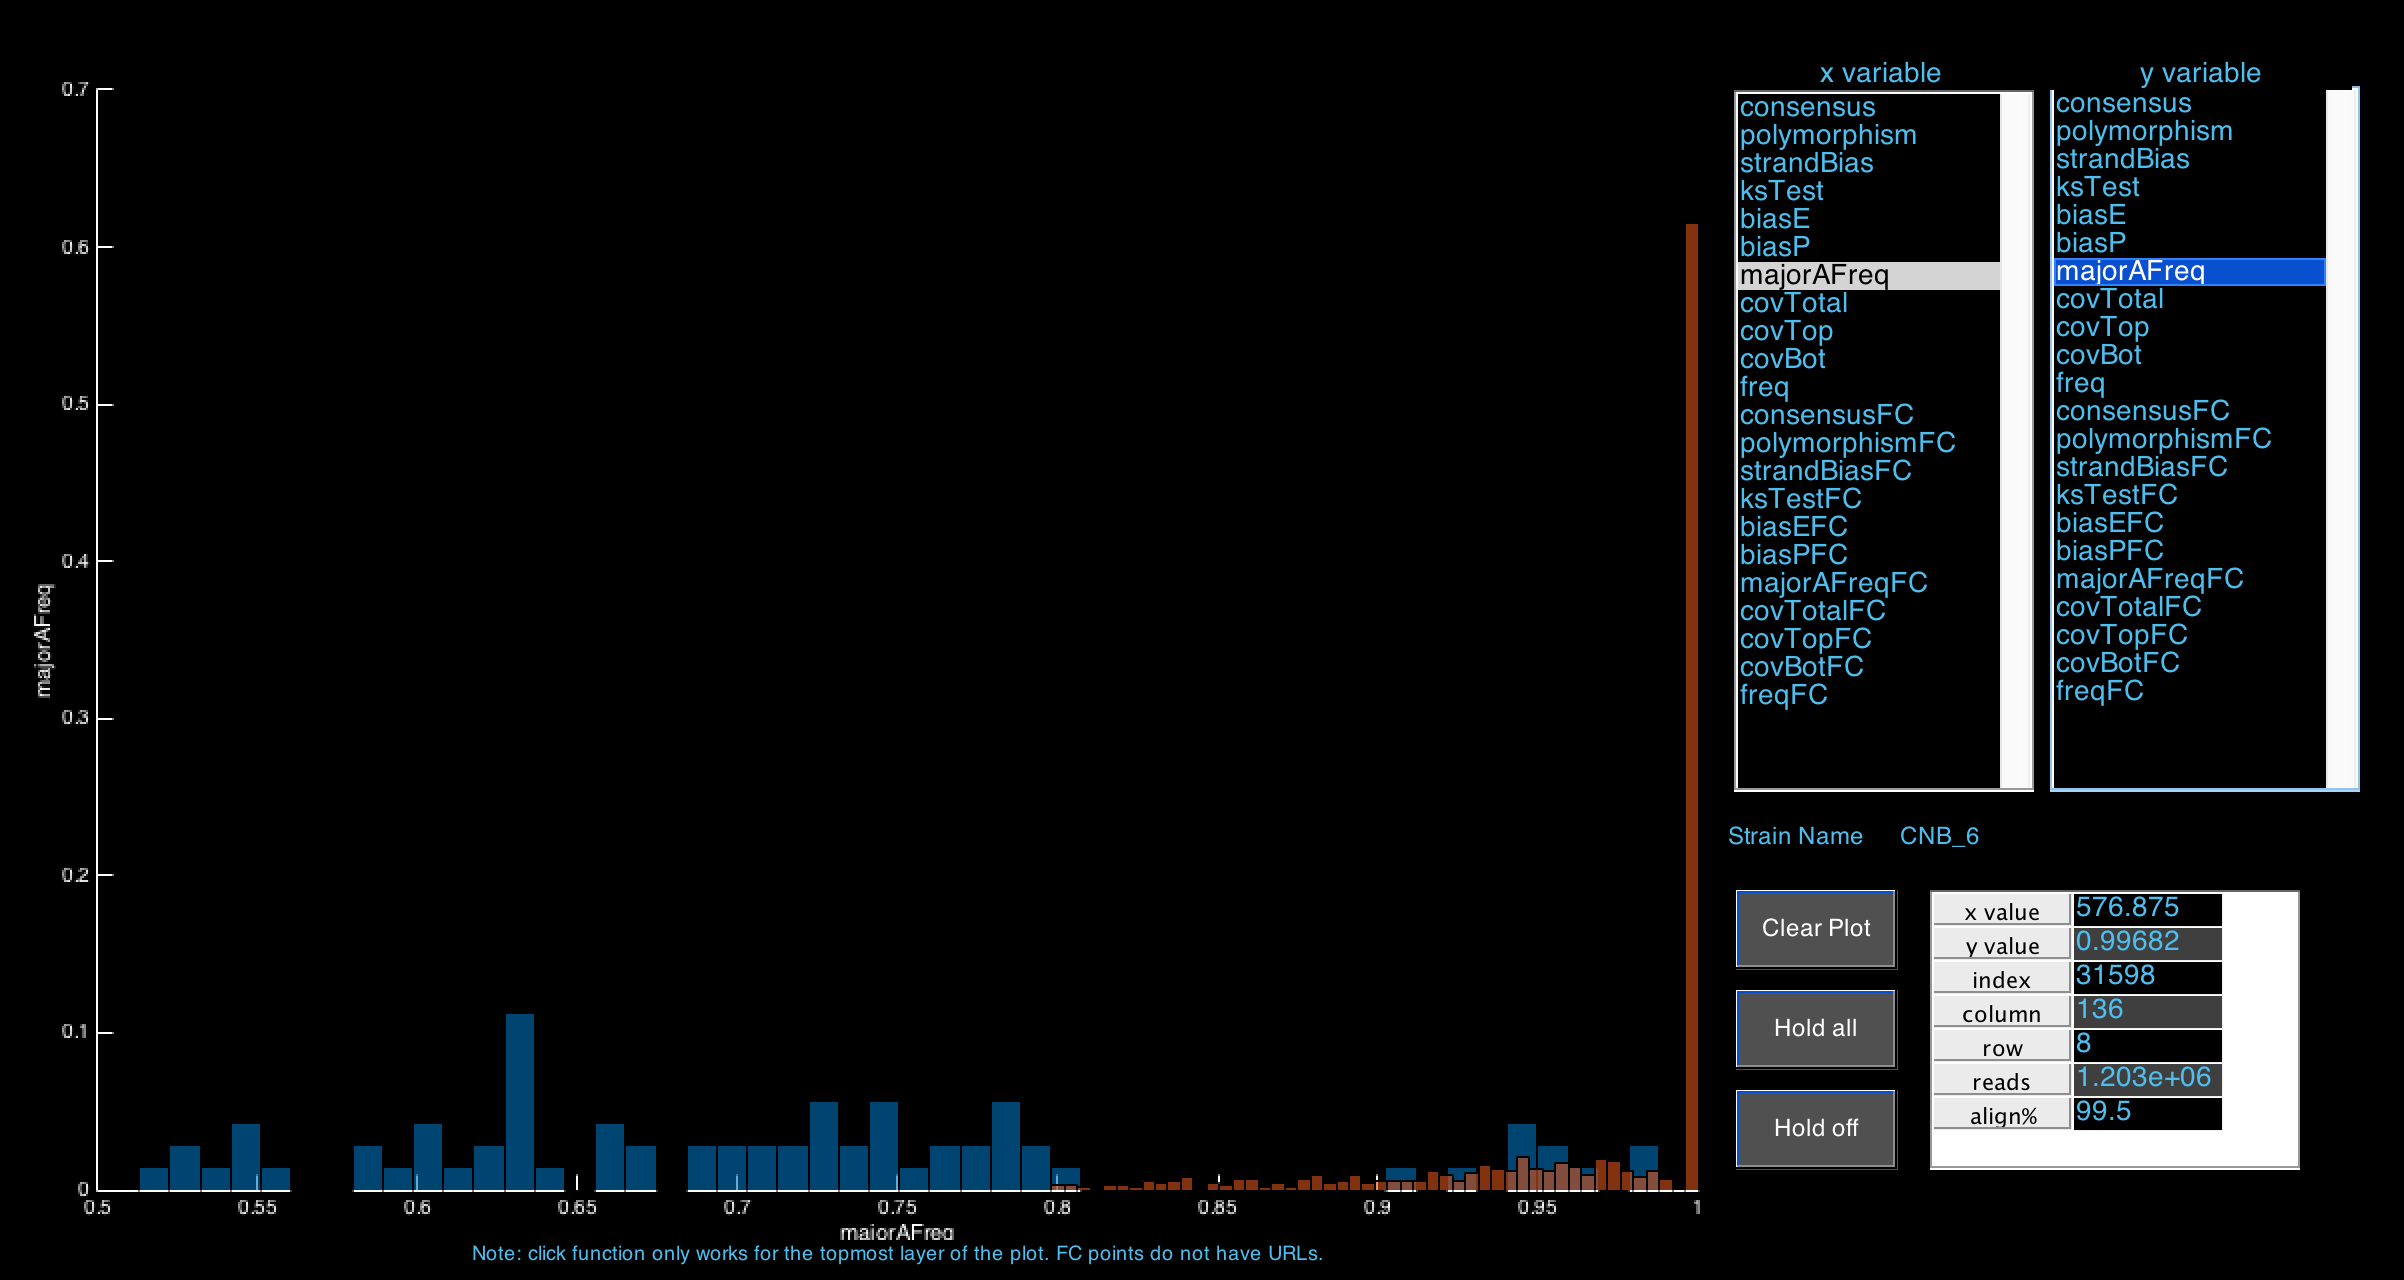 x variable
y variable
consensus
polymorphism
strandBias
ksTest
biasE
biasP
majorAFreq
covTotal
covTop
covBot
freq
consensusFC
polymorphismFC
strandBiasFC
ksTestFC
biasEFC
biasPFC
majorAFreqFC
covTotalFC
covTopFC
covBotFC
freqFC
consensus
polymorphism
strandBias
ksTest
biasE
biasP
majorAFreq
covTotal
covTop
covBot
freq
consensusFC
polymorphismFC
strandBiasFC
ksTestFC
biasEFC
biasPFC
majorAFreqFC
covTotalFC
covTopFC
covBotFC
freqFC
0.7
0.6
0.5
0.4
0.3
0.2
0.1
0
majorAFreq
0.5 0.55 0.6 0.65 0.7 0.75 0.8 0.85 0.9 0.95 1
majorAFreq
Note: click function only works for the topmost layer of the plot. FC points do not have URLs.
Strain Name CNB_6
Clear Plot
Hold all
Hold off
x value 576.875
y value 0.99682
index 31598
column 136
row 8
reads 1.203e+06
align% 99.5